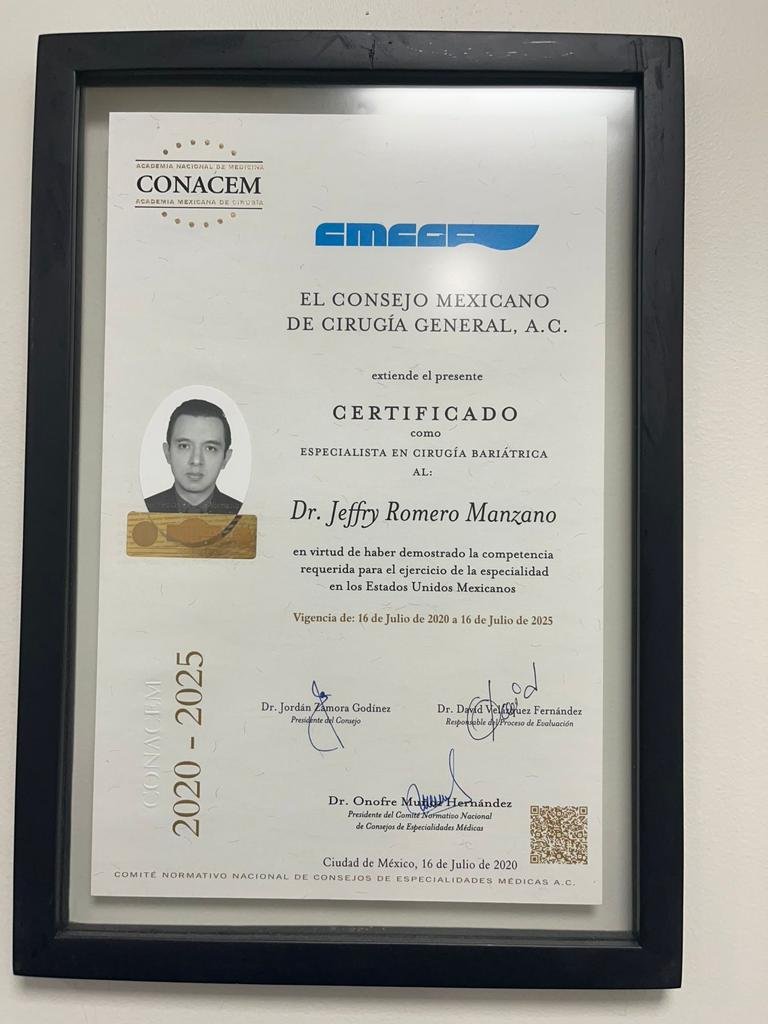 ACADEMIA NACIONAL DE MEDICINA
CONACEM
ACADEMIA MEXICANA DE CIRUGÍA
CMCG
EL CONSEJO MEXICANO
DE CIRUGÍA GENERAL, A.C.
extiende el presente
CERTIFICADO
como
ESPECIALISTA EN CIRUGÍA BARIÁTRICA
AL:
Dr. Jeffry Romero Manzano
en virtud de haber demostrado la competencia
requerida para el ejercicio de la especialidad
en los Estados Unidos Mexicanos
Vigencia de: 16 de Julio de 2020 a 16 de Julio de 2025
CONACEM
2020 - 2025
Dr. Jordán Zamora Godínez
Presidente del Consejo
Dr. David Velázquez Fernández
Responsable del Proceso de Evaluación
Dr. Onofre Muñoz Hernández
Presidente del Comité Normativo Nacional
de Consejos de Especialidades Médicas
Ciudad de México, 16 de Julio de 2020
COMITÉ NORMATIVO NACIONAL DE CONSEJOS DE ESPECIALIDADES MÉDICAS A.C.